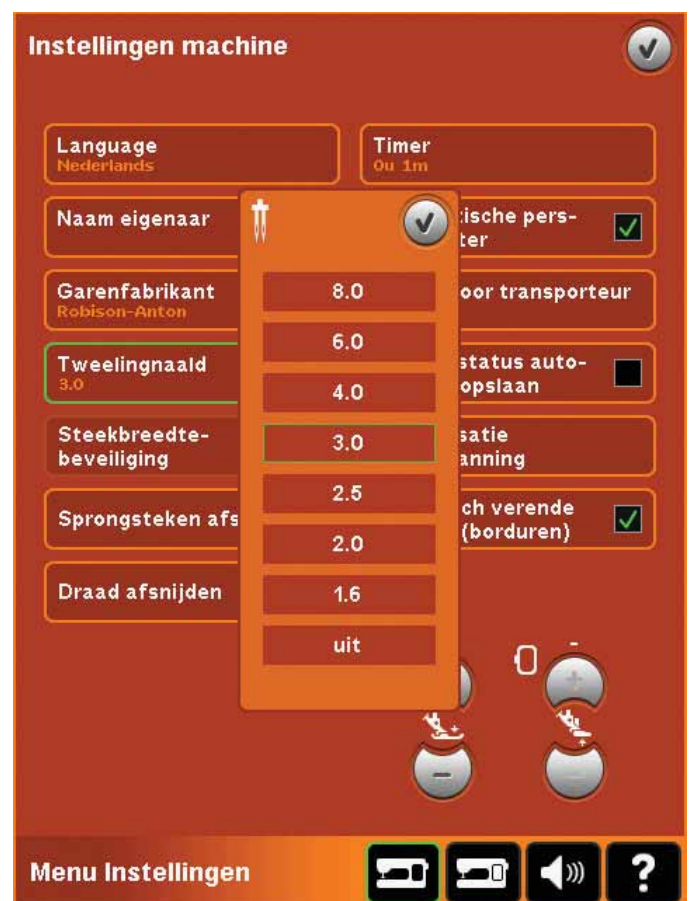 Instellingen machine
Language
Nederlands
Timer
0u 1m
Naam eigenaar
tische pers-
ter
Garenfabrikant
Robison-Anton
oor transporteur
Tweelingnaald
3.0
status auto-
opslaan
Steekbreedte-
beveiliging
satie
anning
Sprongsteken afs
ch verende
(borduren)
Draad afsnijden
8.0
6.0
4.0
3.0
2.5
2.0
1.6
uit
Menu Instellingen
?